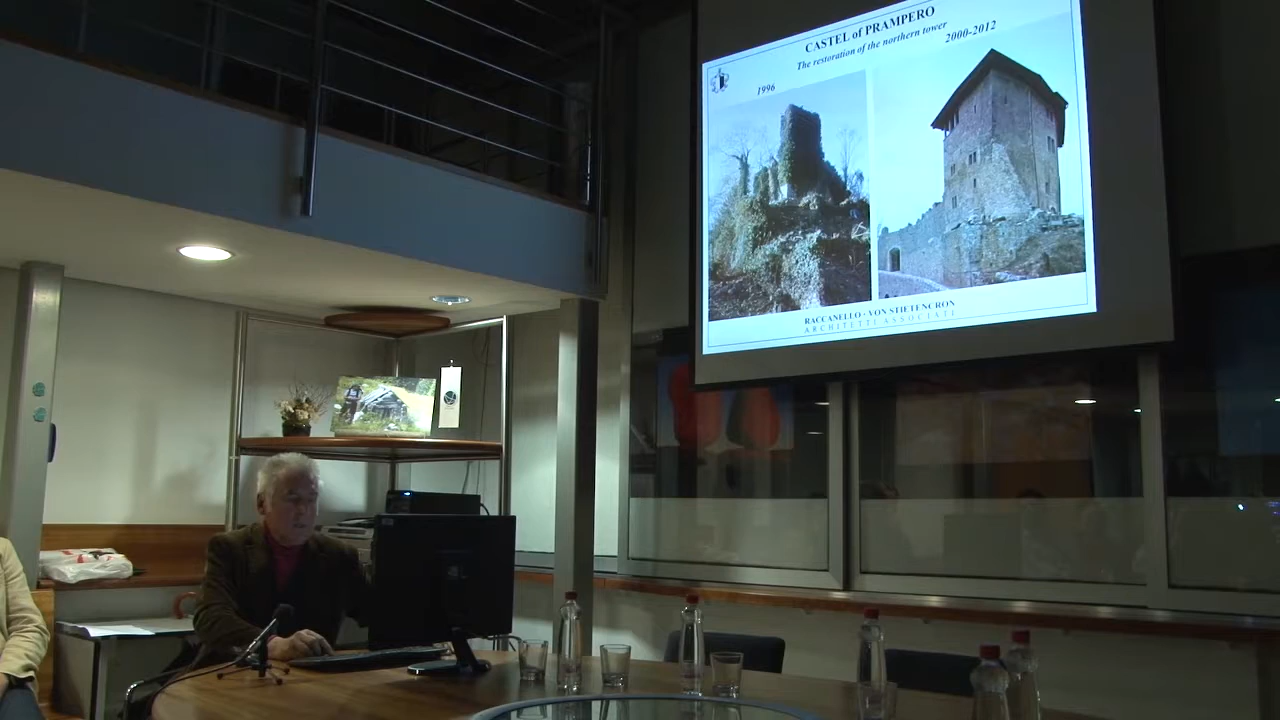 CASTEL of PRAMPERO
The restoration of the northern tower
1996
2000-2012
RACCANELLO - VON STIETENCRON
ARCHITETTI ASSOCIATI